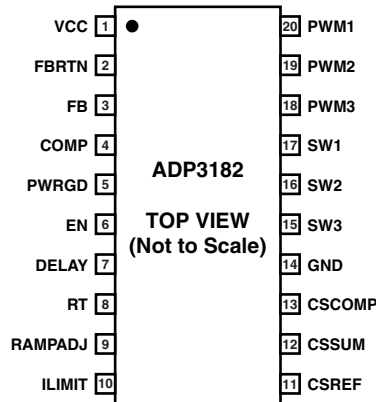 VCC 1 20 PWM1
FBRTN 2 19 PWM2
FB 3 18 PWM3
COMP 4 17 SW1
ADP3182
PWRGD 5 16 SW2
TOP VIEW
EN 6 15 SW3
(Not to Scale)
DELAY 7 14 GND
RT 8 13 CSCOMP
RAMPADJ 9 12 CSSUM
ILIMIT 10 11 CSREF